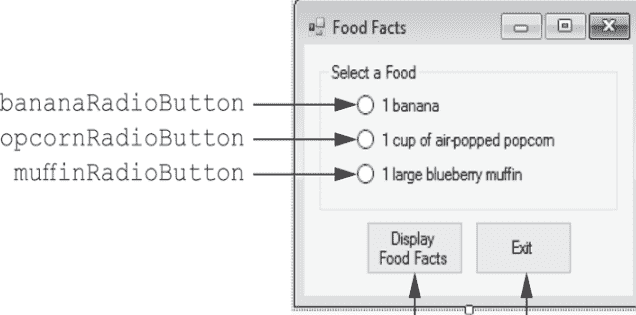 Food Facts
Select a Food
bananaRadioButton
1 banana
opcornRadioButton
1 cup of air-popped popcorn
muffinRadioButton
1 large blueberry muffin
Display
Food Facts
Exit